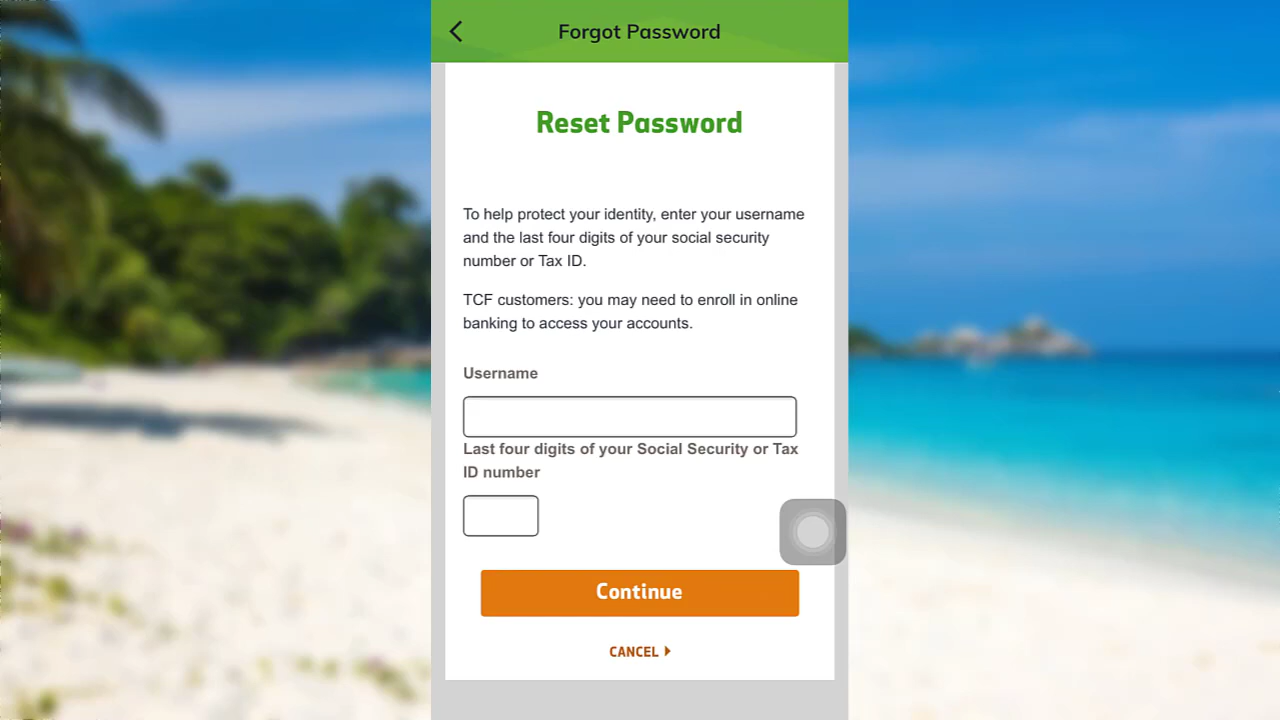 Forgot Password
Reset Password
To help protect your identity, enter your username
and the last four digits of your social security
number or Tax ID.
TCF customers: you may need to enroll in online
banking to access your accounts.
Username
Last four digits of your Social Security or Tax
ID number
Continue
CANCEL